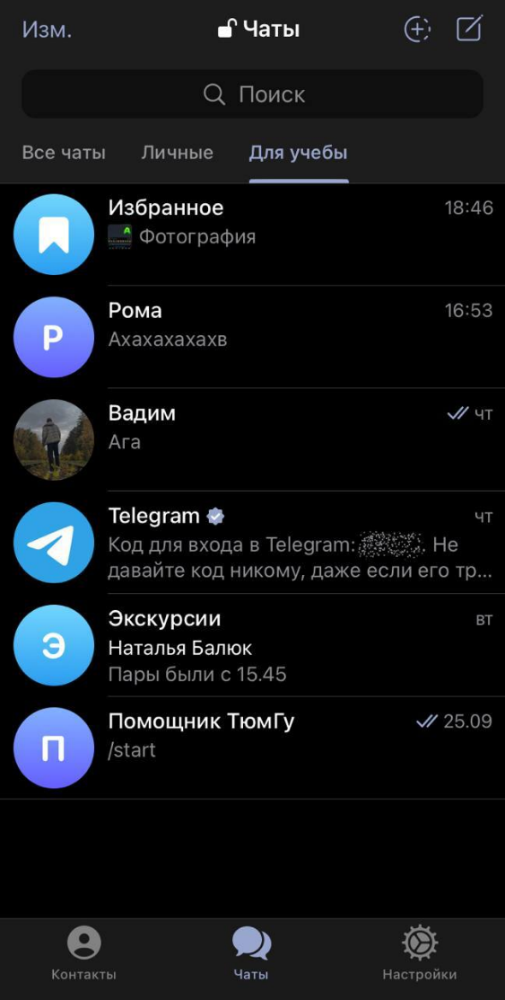 Изм.
Чаты
Поиск
Все чаты Личные Для учебы
Избранное 18:46
Фотография
Р
Рома 16:53
Ахахахахахв
Вадим чт
Ага
Telegram чт
Код для входа в Telegram: . Не
давайте код никому, даже если его тр...
Э
Экскурсии вт
Наталья Балюк
Пары были с 15.45
П
Помощник ТюмГу 25.09
/start
Контакты Чаты Настройки